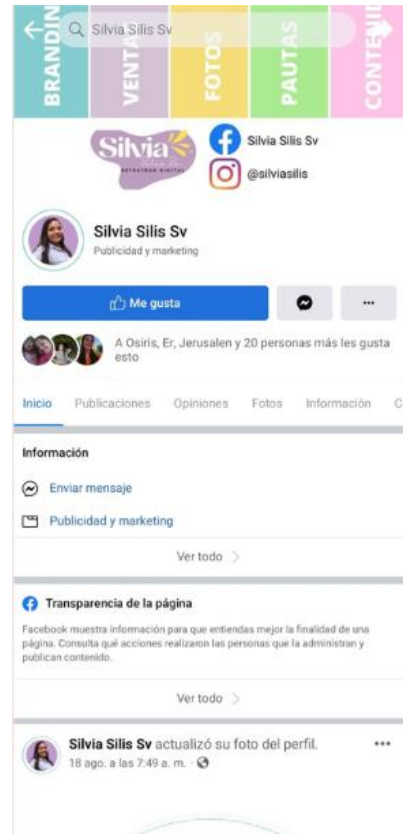 Silvia Silis Sv
BRANDIN
VENTAS
FOTOS
PAUTAS
CONTENID
Silvia
ESTRATEGA DIGITAL
Silvia Silis Sv
@silviasilis
Silvia Silis Sv
Publicidad y marketing
Me gusta
A Osiris, Er, Jerusalen y 20 personas más les gusta
esto
Inicio Publicaciones Opiniones Fotos Información C
Información
Enviar mensaje
Publicidad y marketing
Ver todo
Transparencia de la página
Facebook muestra información para que entiendas mejor la finalidad de una
página. Consulta qué acciones realizaron las personas que la administran y
publican contenido.
Ver todo
Silvia Silis Sv actualizó su foto del perfil.
18 ago. a las 7:49 a. m. ·